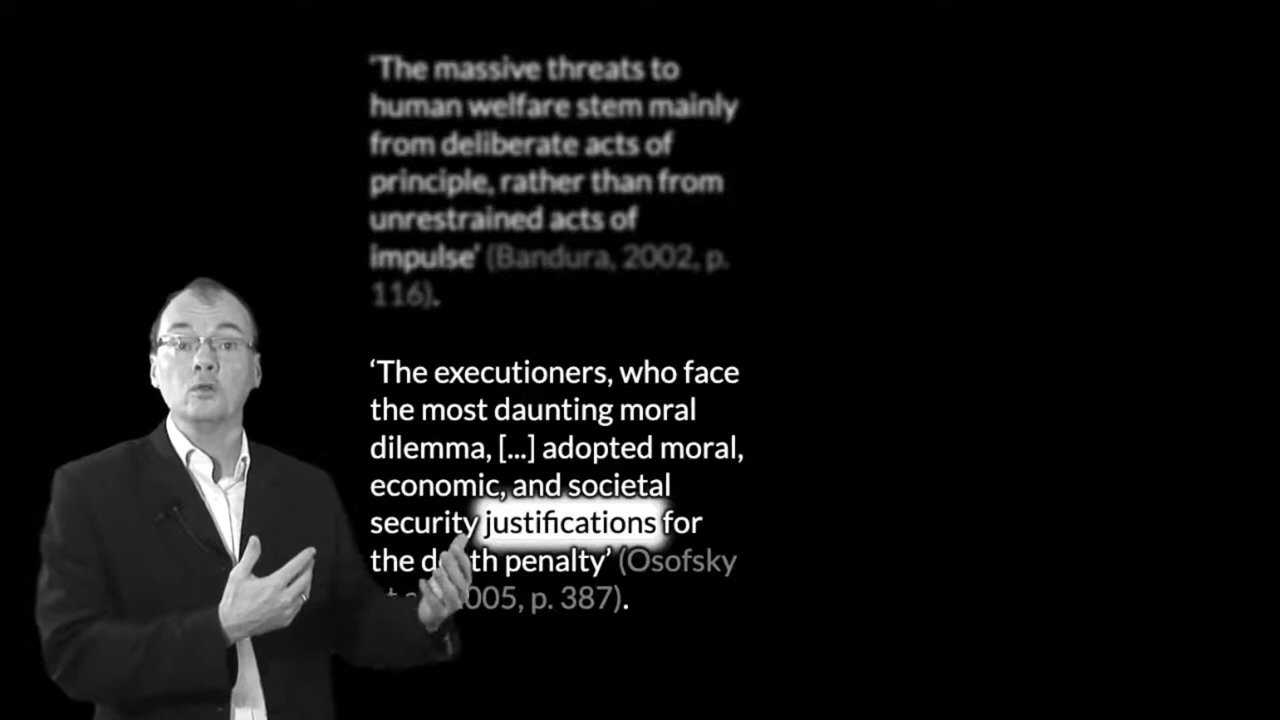 ‘The massive threats to
human welfare stem mainly
from deliberate acts of
principle, rather than from
unrestrained acts of
impulse’ (Bandura, 2002, p.
116).
‘The executioners, who face
the most daunting moral
dilemma, [...] adopted moral,
economic, and societal
security justifications for
the penalty’ (Osofsky
p. 387).